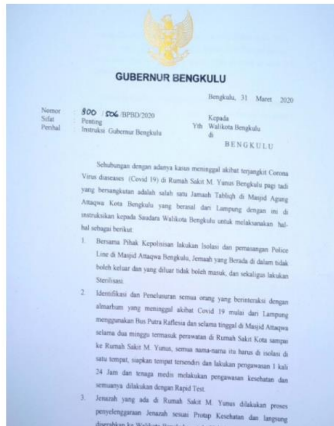 GUBERNUR BENGKULU
Bengkulu, 31 Maret 2020
Nomor : 800 / 506 /BPBD/2020
Sifat : Penting
Perihal : Instruksi Gubernur Bengkulu
Kepada
Yth Walikota Bengkulu
di
BENGKULU
Sehubungan dengan adanya kasus meninggal akibat terjangkit Corona
Virus diseases (Covid 19) di Rumah Sakit M. Yunus Bengkulu pagi tadi
yang bersangkutan adalah salah satu Jamaah Tabligh di Masjid Agung
Attaqwa Kota Bengkulu yang berasal dari Lampung dengan ini di
instruksikan kepada Saudara Walikota Bengkulu untuk melaksanakan hal-
hal sebagai berikut
1. Bersama Pihak Kepolisian lakukan Isolasi dan pemasangan Police
Line di Masjid Attaqwa Bengkulu, Jemaah yang Berada di dalam tidak
boleh keluar dan yang diluar tidak boleh masuk, dan sekaligus lakukan
Sterilisasi
2 Identifikasi dan Penelusuran semua orang yang berinteraksi dengan
almarhum yang meninggal akibat Covid 19 mulai dari Lampung
menggunakan Bus Putra Rafflesia dan selama tinggal di Masjid Attaqwa
selama dua minggu termasuk perawatan di Rumah Sakit Kota sampai
ke Rumah Sakit M. Yunus, semua nama-nama itu harus di isolasi di
satu tempat, siapkan tempat tersendiri dan lakukan pengawasan 1 kali
24 Jam dan tenaga medis melakukan pengawasan kesehatan dan
semuanya dilakukan dengan Rapid Test.
3. Jenazah yang ada di Rumah Sakit M. Yunus dilakukan proses
penyelenggaraan Jenazah sesuai Protap Kesehatan dan langsung